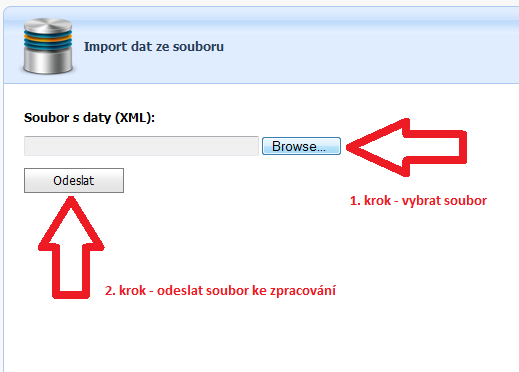 Import dat ze souboru
Soubor s daty (XML):
Browse...
1. krok - vybrat soubor
Odeslat
2. krok - odeslat soubor ke zpracování